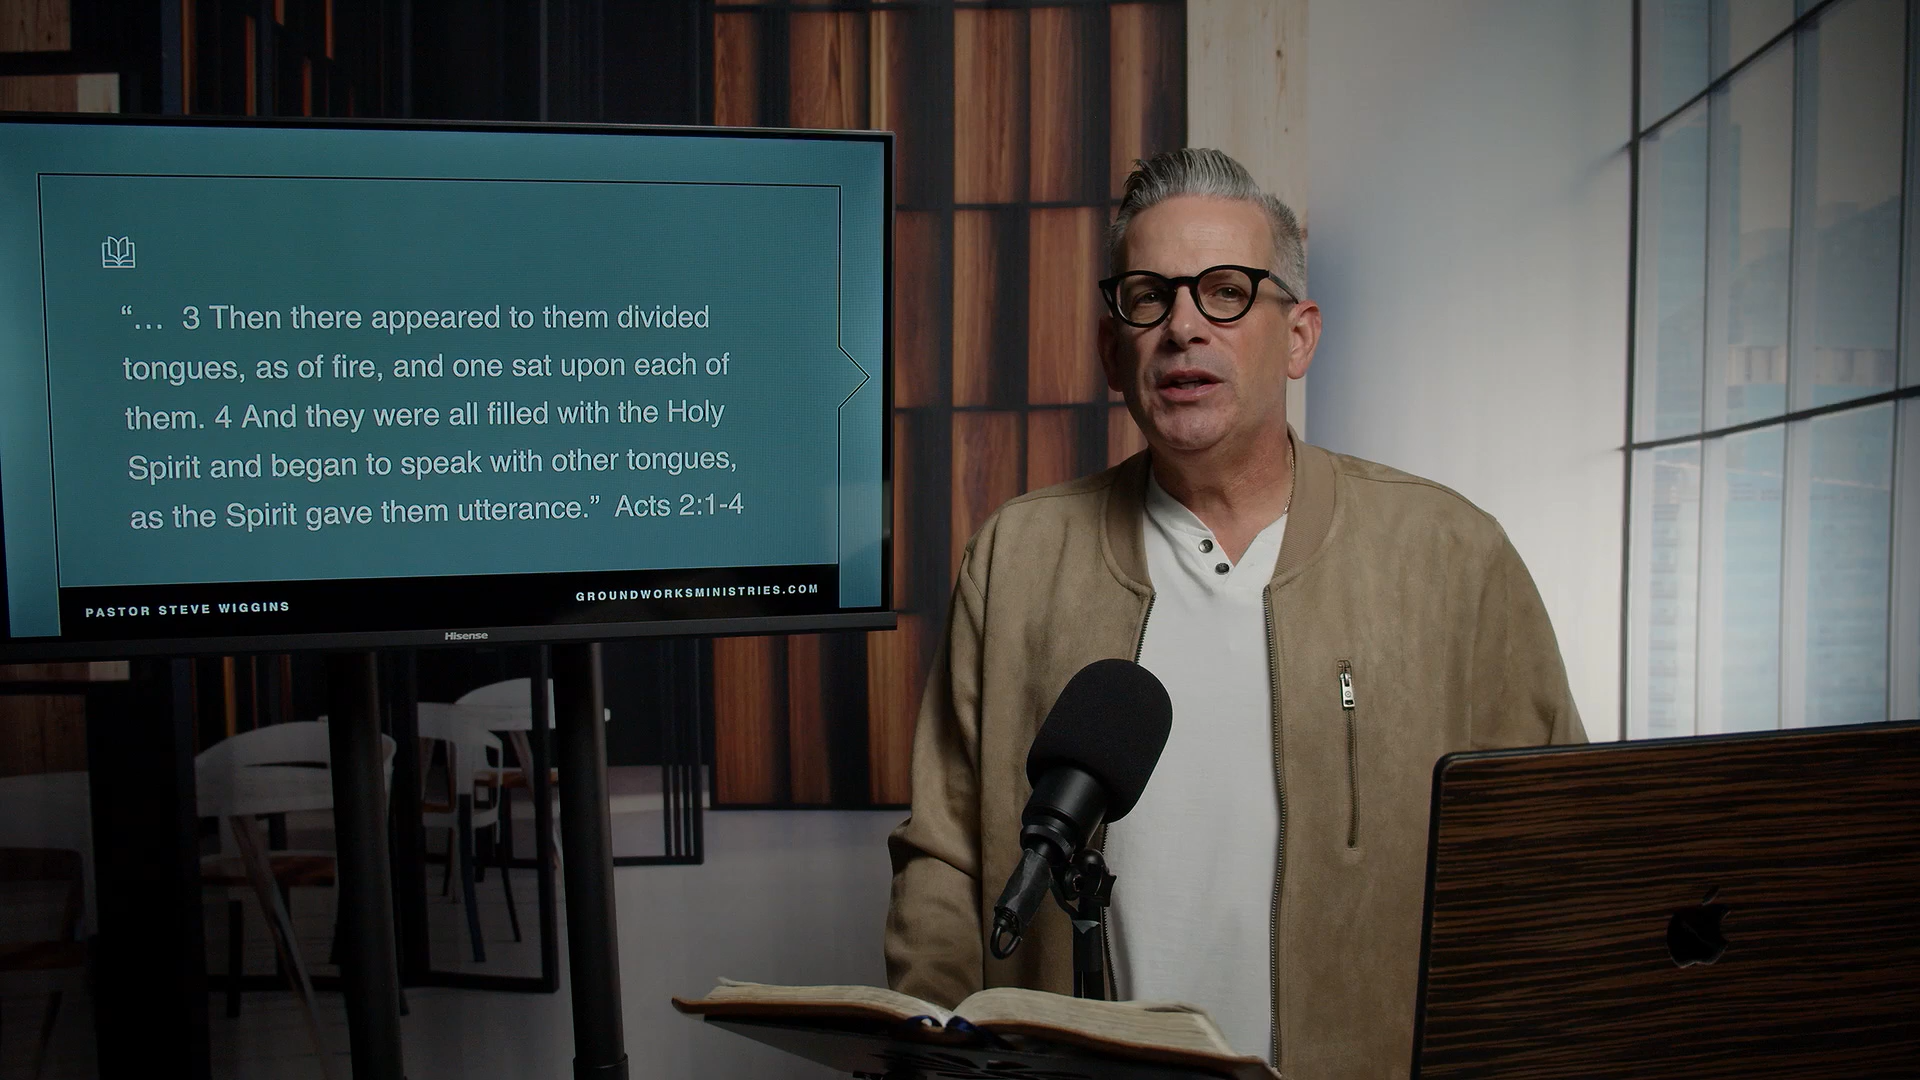 “… 3 Then there appeared to them divided
tongues, as of fire, and one sat upon each of
them. 4 And they were all filled with the Holy
Spirit and began to speak with other tongues,
as the Spirit gave them utterance.” Acts 2:1-4
PASTOR STEVE WIGGINS
GROUNDWORKSMINISTRIES.COM
Hisense